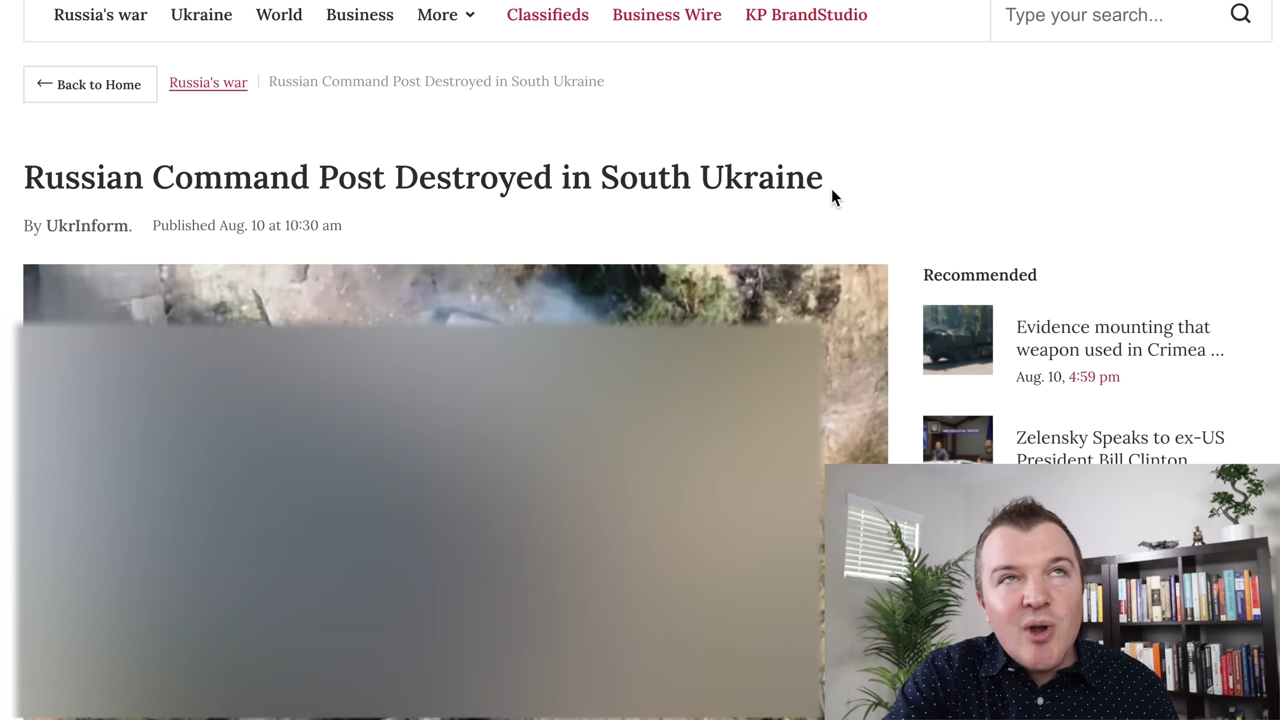 Russia's war Ukraine World Business More Classifieds Business Wire KP BrandStudio Type your search...
Back to Home Russia's war Russian Command Post Destroyed in South Ukraine
Russian Command Post Destroyed in South Ukraine
By UkrInform. Published Aug. 10 at 10:30 am
Recommended
Evidence mounting that
weapon used in Crimea ...
Aug. 10, 4:59 pm
Zelensky Speaks to ex-US
President Bill Clinton